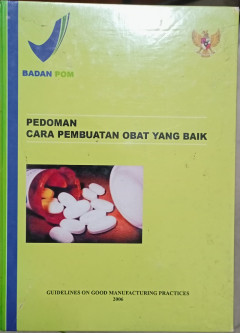 BADAN POM
PEDOMAN
CARA PEMBUATAN OBAT YANG BAIK
GUIDELINES ON GOOD MANUFACTURING PRACTICES
2006